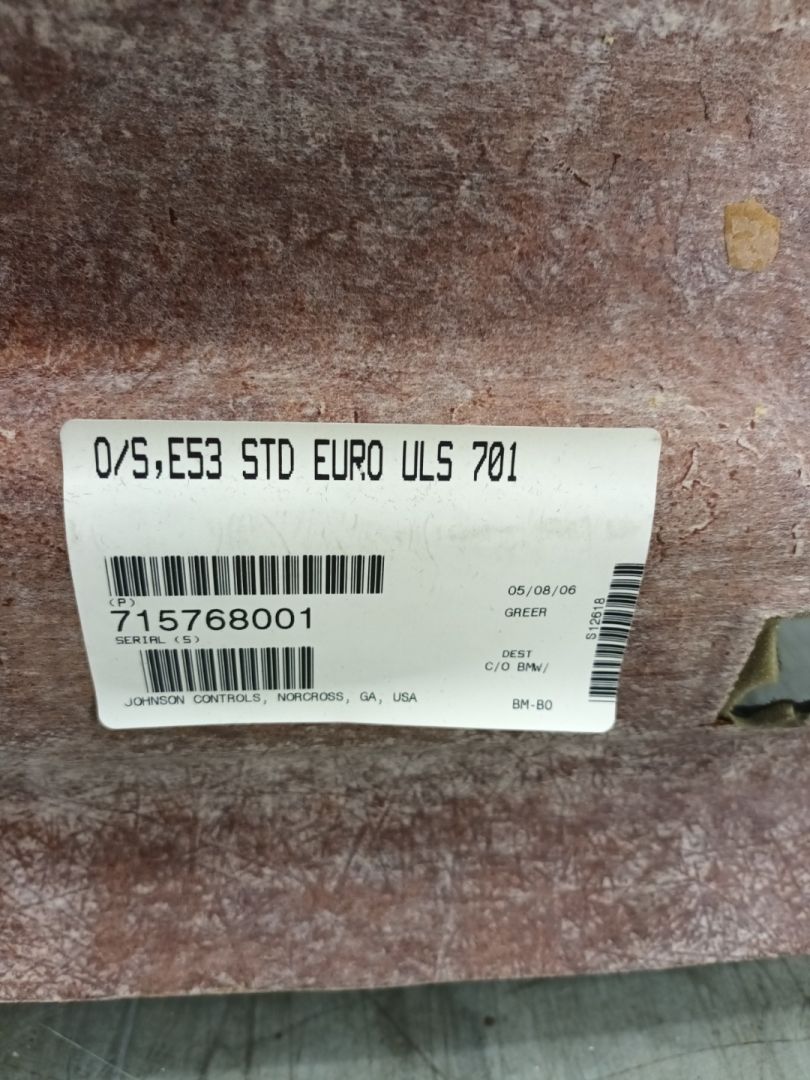 O/S,E53 STD EURO ULS 701
(P)
715768001
SERIAL (S)
JOHNSON CONTROLS, NORCROSS, GA, USA
05/08/06
GREER
DEST
C/O BMW/
BM-BO
S12618